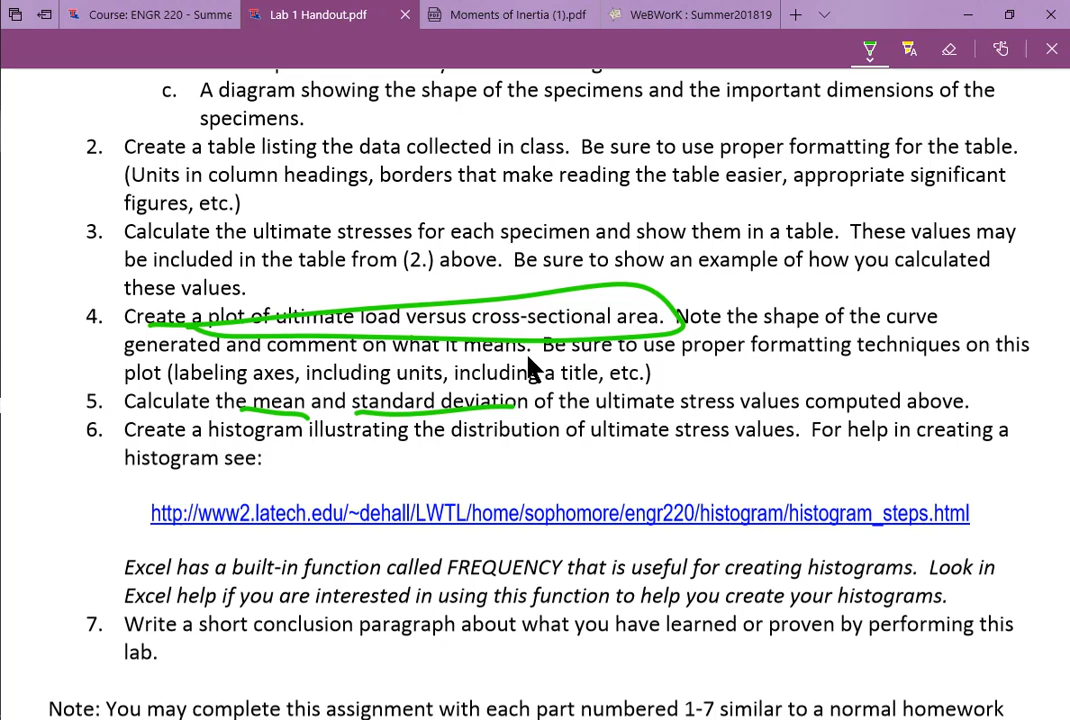 Course: ENGR 220 - Summe
Lab 1 Handout.pdf
Moments of Inertia (1).pdf
WeBWorK : Summer201819
c. A diagram showing the shape of the specimens and the important dimensions of the
specimens.
2. Create a table listing the data collected in class. Be sure to use proper formatting for the table.
(Units in column headings, borders that make reading the table easier, appropriate significant
figures, etc.)
3. Calculate the ultimate stresses for each specimen and show them in a table. These values may
be included in the table from (2.) above. Be sure to show an example of how you calculated
these values.
4. Create a plot of ultimate load versus cross-sectional area. Note the shape of the curve
generated and comment on what it means. Be sure to use proper formatting techniques on this
plot (labeling axes, including units, including a title, etc.)
5. Calculate the mean and standard deviation of the ultimate stress values computed above.
6. Create a histogram illustrating the distribution of ultimate stress values. For help in creating a
histogram see:
http://www2.latech.edu/~dehall/LWTL/home/sophomore/engr220/histogram/histogram_steps.html
Excel has a built-in function called FREQUENCY that is useful for creating histograms. Look in
Excel help if you are interested in using this function to help you create your histograms.
7. Write a short conclusion paragraph about what you have learned or proven by performing this
lab.
Note: You may complete this assignment with each part numbered 1-7 similar to a normal homework